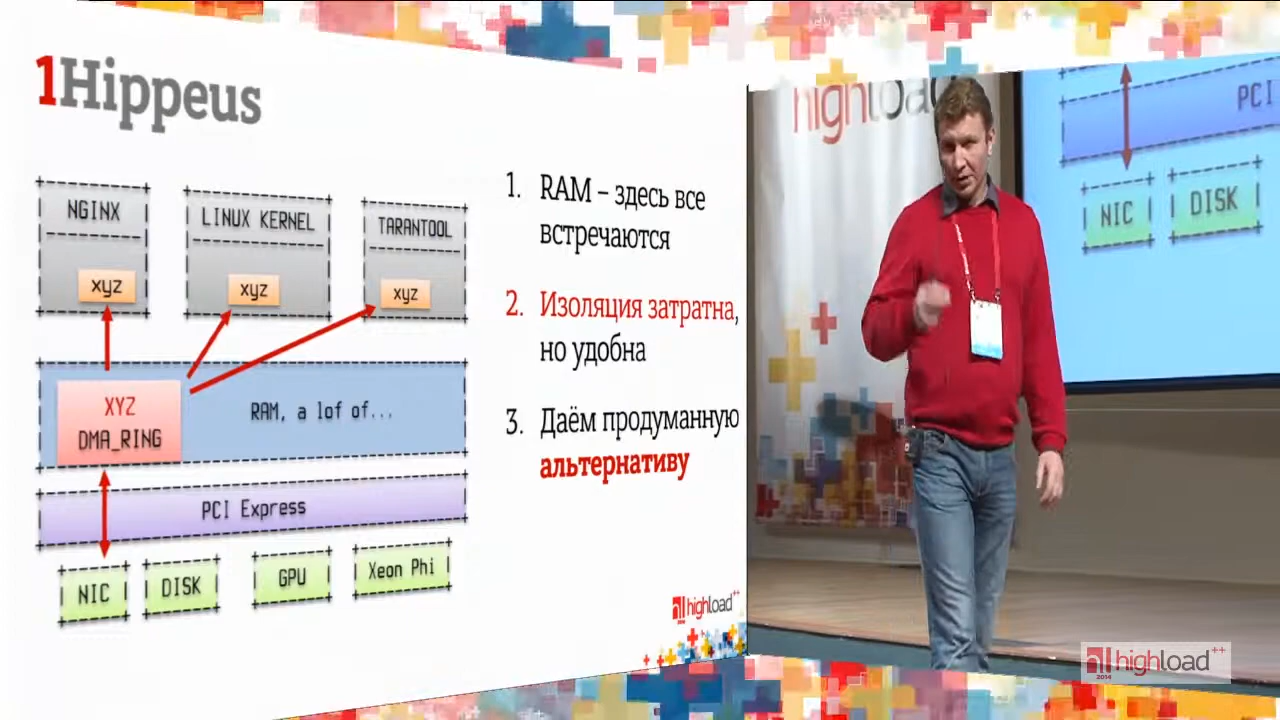 1Hippeus
NGINX
xyz
LINUX KERNEL
xyz
TARANTOOL
xyz
XYZ
DMA_RING
RAM, a lof of...
PCI Express
NIC
DISK
GPU
Xeon Phi
1. RAM – здесь все
встречаются
2. Изоляция затратна,
но удобна
3. Даём продуманную
альтернативу
highload++
2014
highload
PCI
NIC
DISK
highload++
2014